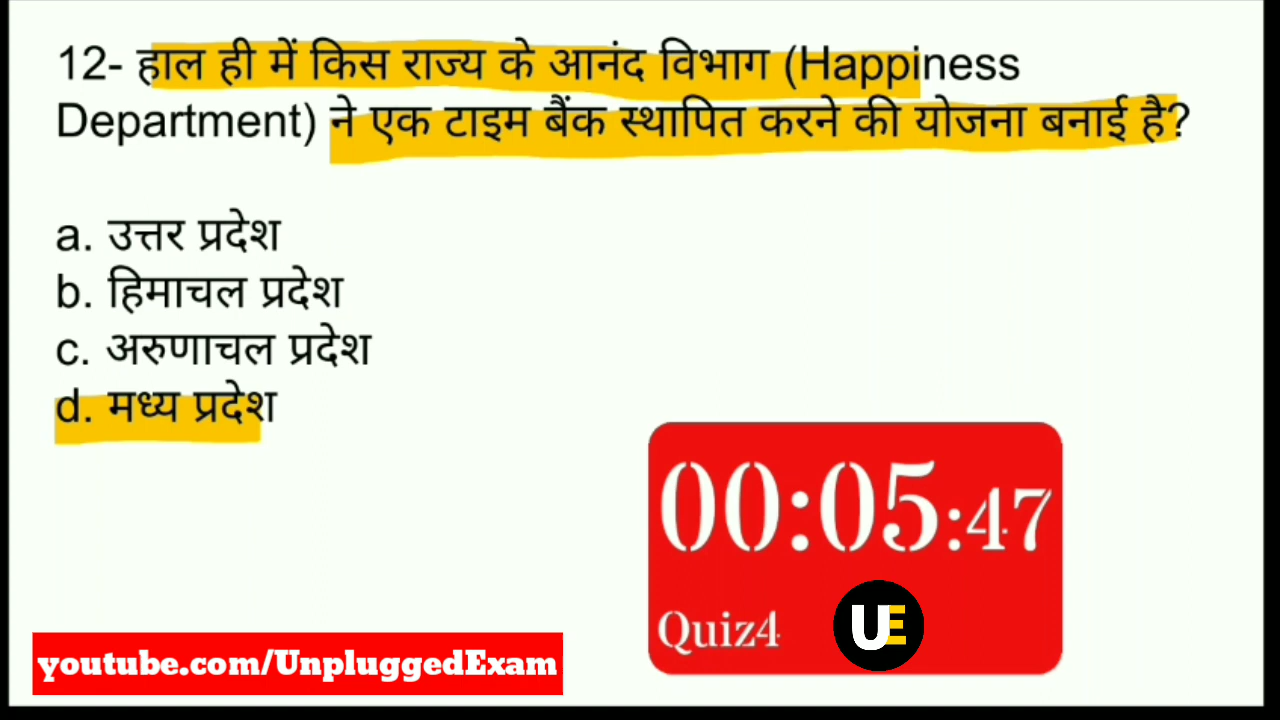 12- हाल ही में किस राज्य के आनंद विभाग (Happiness
Department) ने एक टाइम बैंक स्थापित करने की योजना बनाई है?
a. उत्तर प्रदेश
b. हिमाचल प्रदेश
c. अरुणाचल प्रदेश
d. मध्य प्रदेश
00:05:47
Quiz4
UE
youtube.com/UnpluggedExam